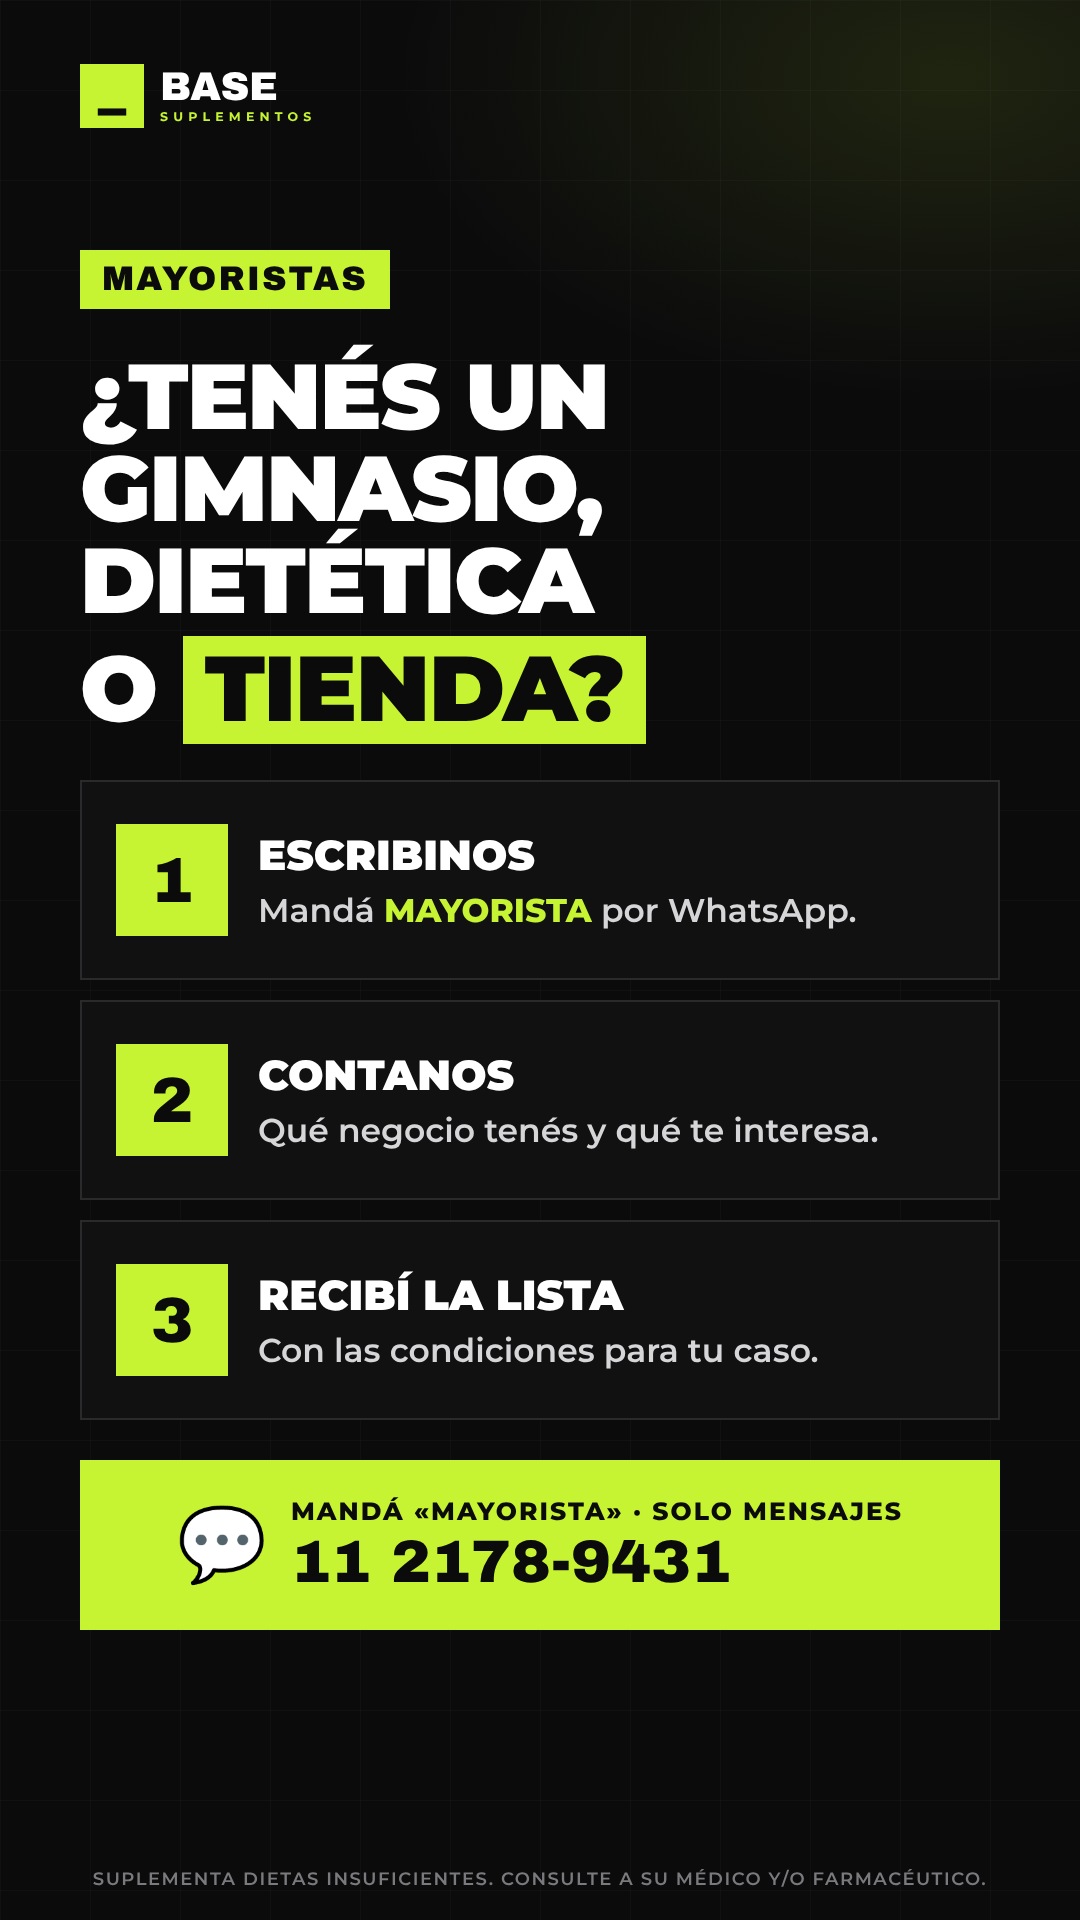 BASE
SUPLEMENTOS
MAYORISTAS
¿TENÉS UN
GIMNASIO,
DIETÉTICA
O TIENDA?
1
ESCRIBINOS
Mandá MAYORISTA por WhatsApp.
2
CONTANOS
Qué negocio tenés y qué te interesa.
3
RECIBÍ LA LISTA
Con las condiciones para tu caso.
MANDÁ «MAYORISTA» · SOLO MENSAJES
11 2178-9431
SUPLEMENTA DIETAS INSUFICIENTES. CONSULTE A SU MÉDICO Y/O FARMACÉUTICO.